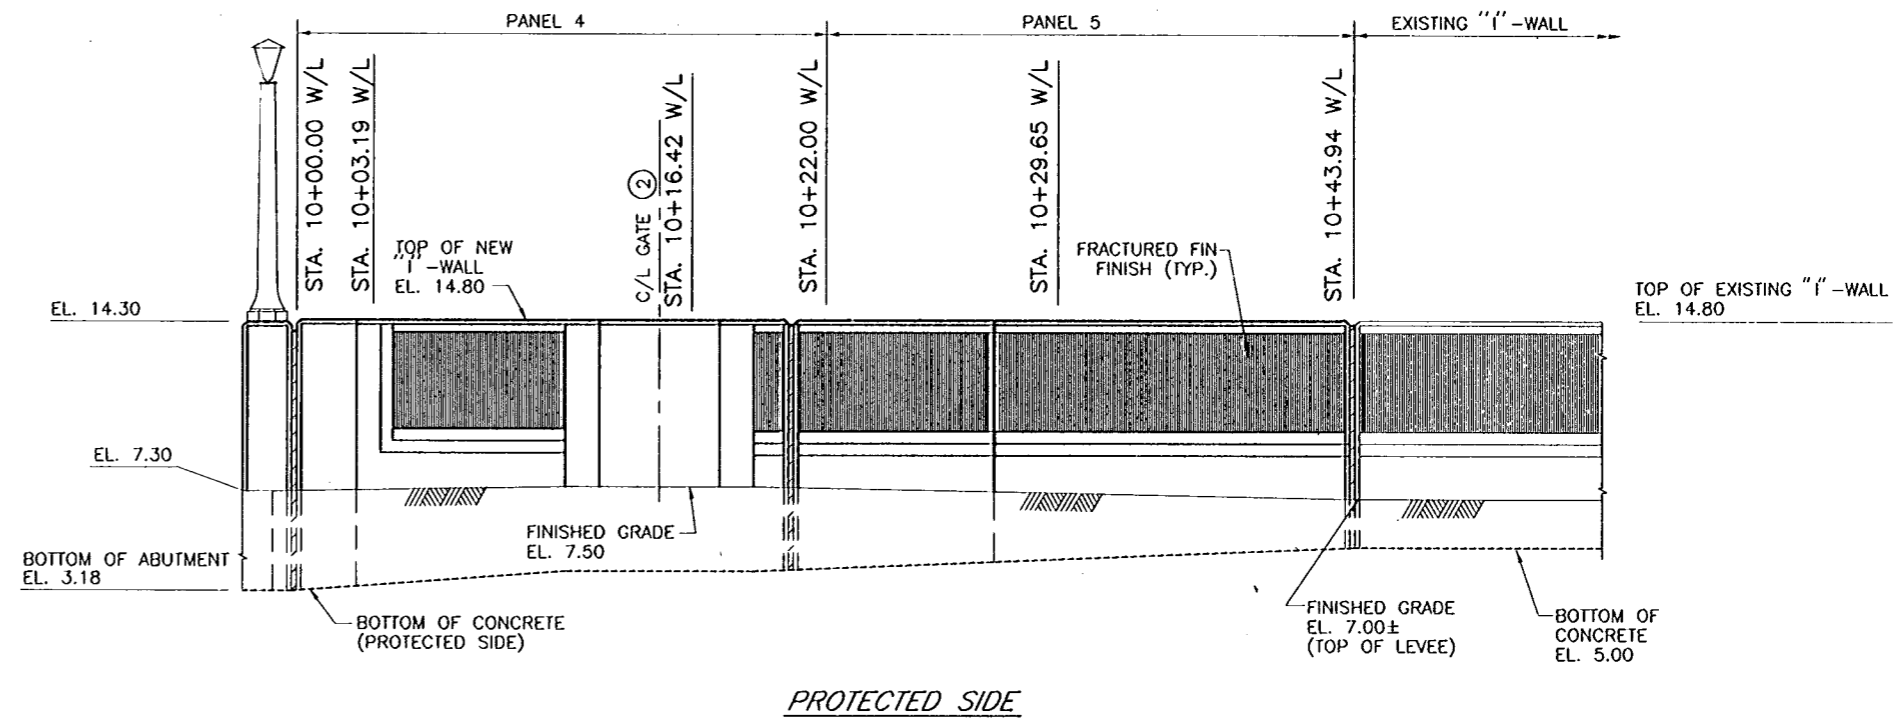 PANEL 4
PANEL 5
EXISTING "I"-WALL
STA. 10+00.00 W/L
STA. 10+03.19 W/L
C/L GATE 2
STA. 10+16.42 W/L
STA. 10+22.00 W/L
STA. 10+29.65 W/L
STA. 10+43.94 W/L
TOP OF NEW
"I"-WALL
EL. 14.80
FRACTURED FIN
FINISH (TYP.)
EL. 14.30
TOP OF EXISTING "I"-WALL
EL. 14.80
EL. 7.30
FINISHED GRADE
EL. 7.50
BOTTOM OF ABUTMENT
EL. 3.18
BOTTOM OF CONCRETE
(PROTECTED SIDE)
FINISHED GRADE
EL. 7.00±
(TOP OF LEVEE)
BOTTOM OF
CONCRETE
EL. 5.00
PROTECTED SIDE